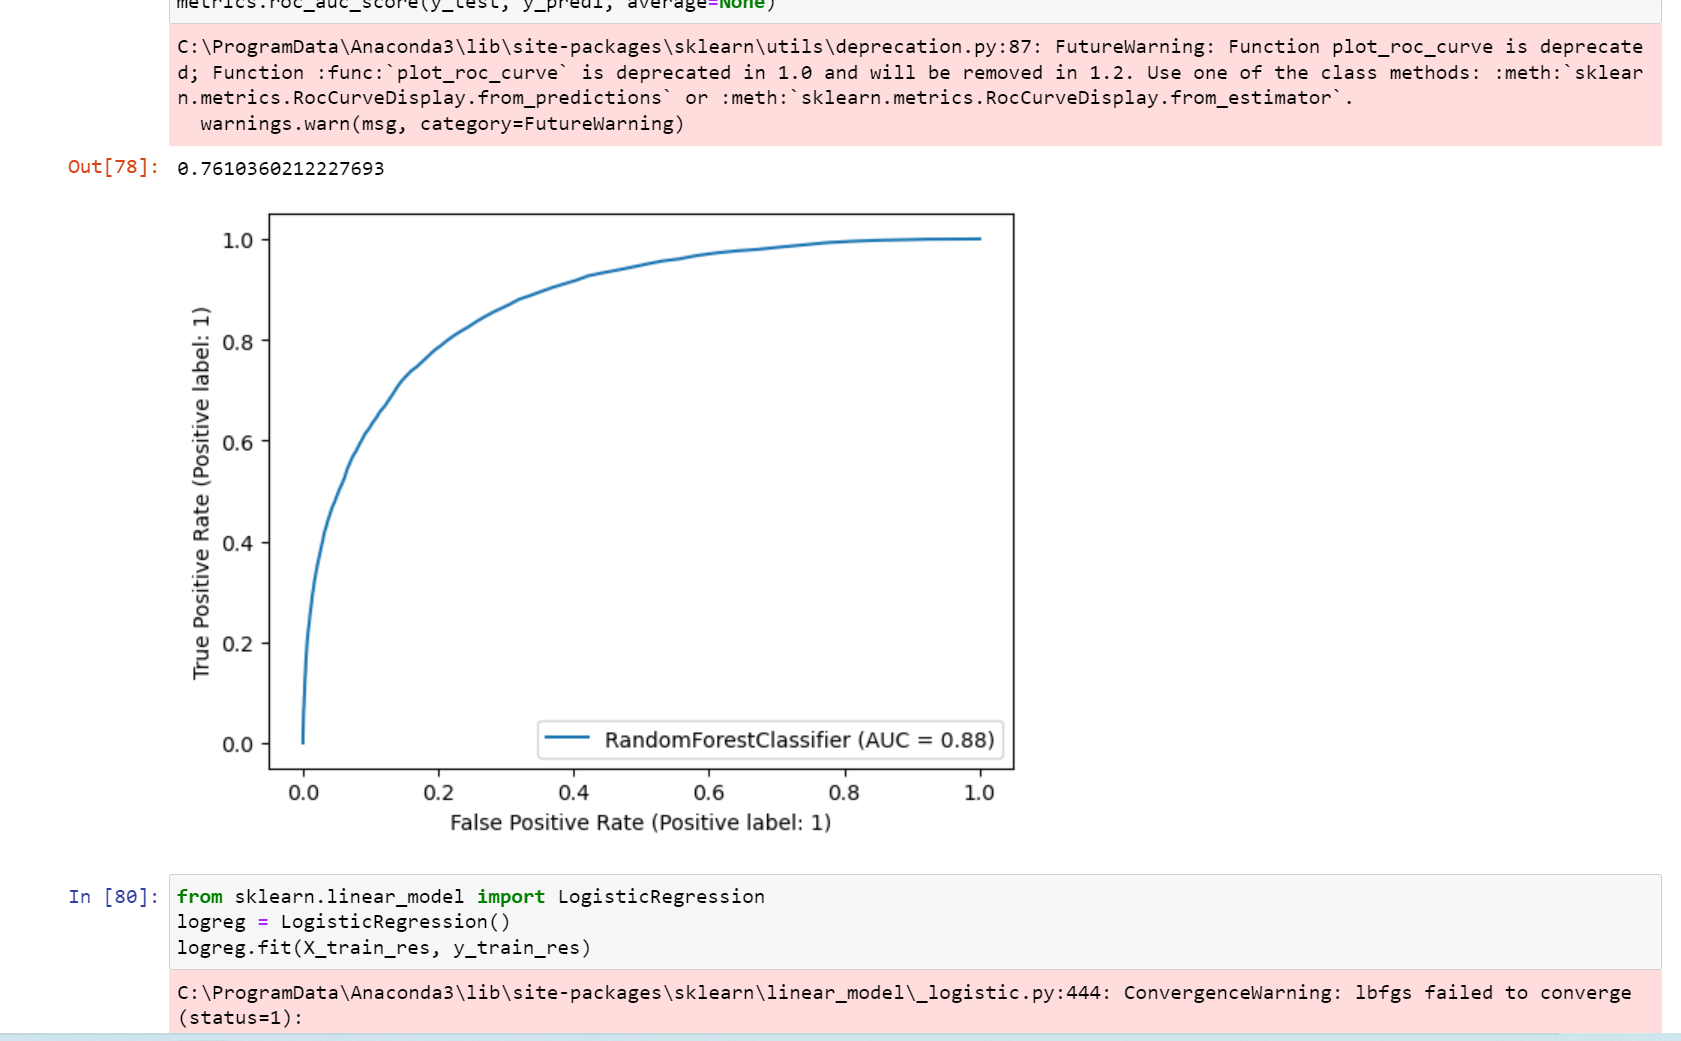 metrics.roc_auc_score(y_test, y_pred1, average=None)
C:\ProgramData\Anaconda3\lib\site-packages\sklearn\utils\deprecation.py:87: FutureWarning: Function plot_roc_curve is deprecate
d; Function :func:`plot_roc_curve` is deprecated in 1.0 and will be removed in 1.2. Use one of the class methods: :meth:`sklear
n.metrics.RocCurveDisplay.from_predictions` or :meth:`sklearn.metrics.RocCurveDisplay.from_estimator`.
  warnings.warn(msg, category=FutureWarning)
Out[78]: 0.7610360212227693
1.0
0.8
0.6
0.4
0.2
0.0
True Positive Rate (Positive label: 1)
RandomForestClassifier (AUC = 0.88)
0.0 0.2 0.4 0.6 0.8 1.0
False Positive Rate (Positive label: 1)
In [80]: from sklearn.linear_model import LogisticRegression
logreg = LogisticRegression()
logreg.fit(X_train_res, y_train_res)
C:\ProgramData\Anaconda3\lib\site-packages\sklearn\linear_model\_logistic.py:444: ConvergenceWarning: lbfgs failed to converge
(status=1):